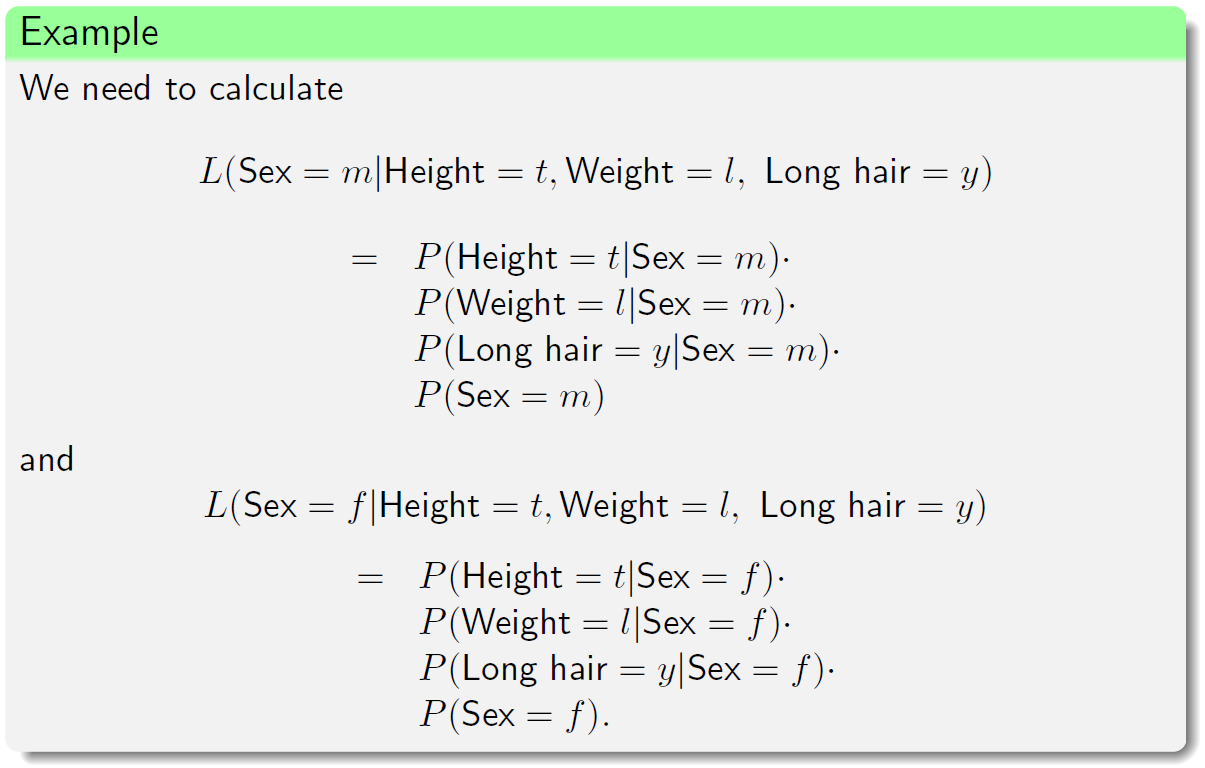 Example
We need to calculate
L(Sex = m|Height = t, Weight = l, Long hair = y)
= P(Height = t|Sex = m)·
P(Weight = l|Sex = m)·
P(Long hair = y|Sex = m)·
P(Sex = m)
and
L(Sex = f|Height = t, Weight = l, Long hair = y)
= P(Height = t|Sex = f)·
P(Weight = l|Sex = f)·
P(Long hair = y|Sex = f)·
P(Sex = f).